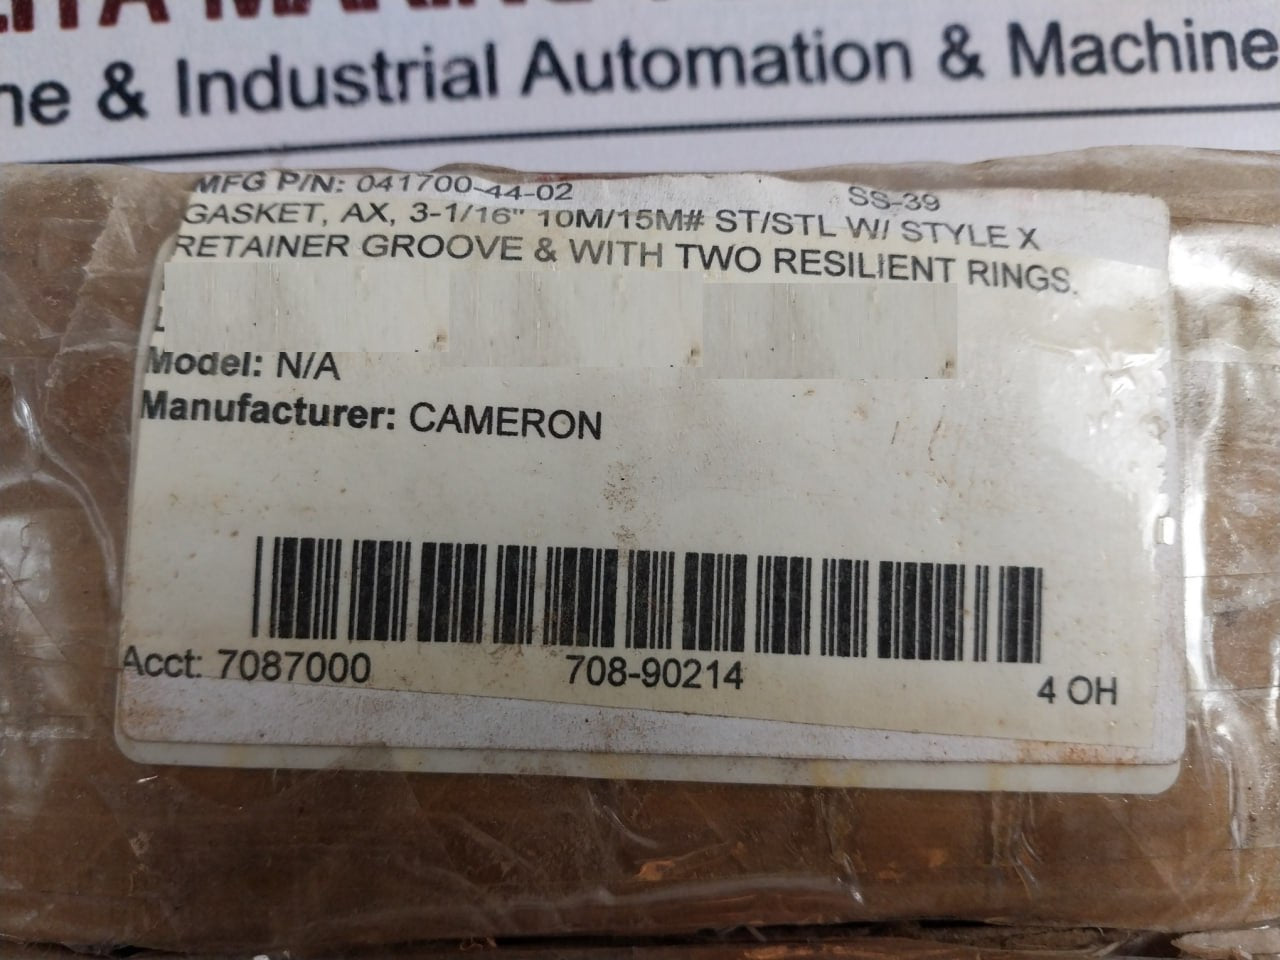 & Industrial Automation & Machine
MFG P/N: 041700-44-02 SS-39
GASKET, AX, 3-1/16" 10M/15M# ST/STL W/ STYLE X
RETAINER GROOVE & WITH TWO RESILIENT RINGS.
Model: N/A
Manufacturer: CAMERON
Acct: 7087000 708-90214 4 OH